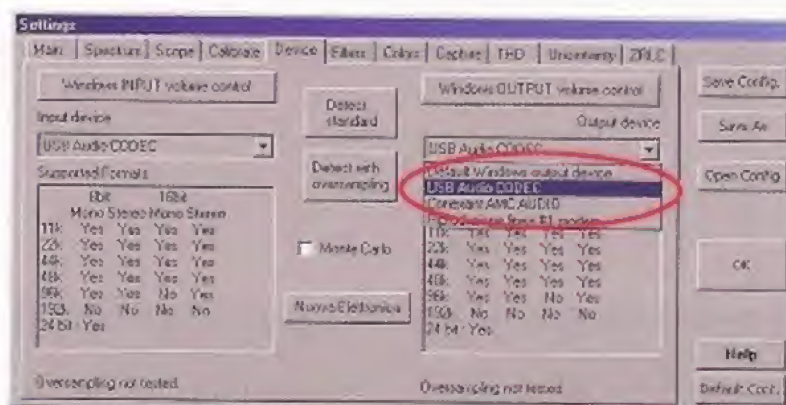 Settings
Main Spectrum Scope Calibrate Device Filters Colors Capture THD Uncertainty ZRLC
Windows INPUT volume control
Input device
USB Audio CODEC
Supported Formats
8bit 16bit
Mono Stereo Mono Stereo
11k: Yes Yes Yes Yes
22k: Yes Yes Yes Yes
44k: Yes Yes Yes Yes
48k: Yes Yes Yes Yes
96k: Yes Yes No Yes
192k: No No No No
24 bit: Yes
Oversampling not tested.
Detect standard
Detect with oversampling
Monte Carlo
Nuova Elettronica
Windows OUTPUT volume control
Output device
USB Audio CODEC
Default Windows output device
USB Audio CODEC
Conexant AMC AUDIO
modem
11k: Yes Yes Yes Yes
22k: Yes Yes Yes Yes
44k: Yes Yes Yes Yes
48k: Yes Yes Yes Yes
96k: Yes Yes No Yes
192k: No No No No
24 bit: Yes
Oversampling not tested
Save Config.
Save As
Open Config
OK
Help
Default Conf.